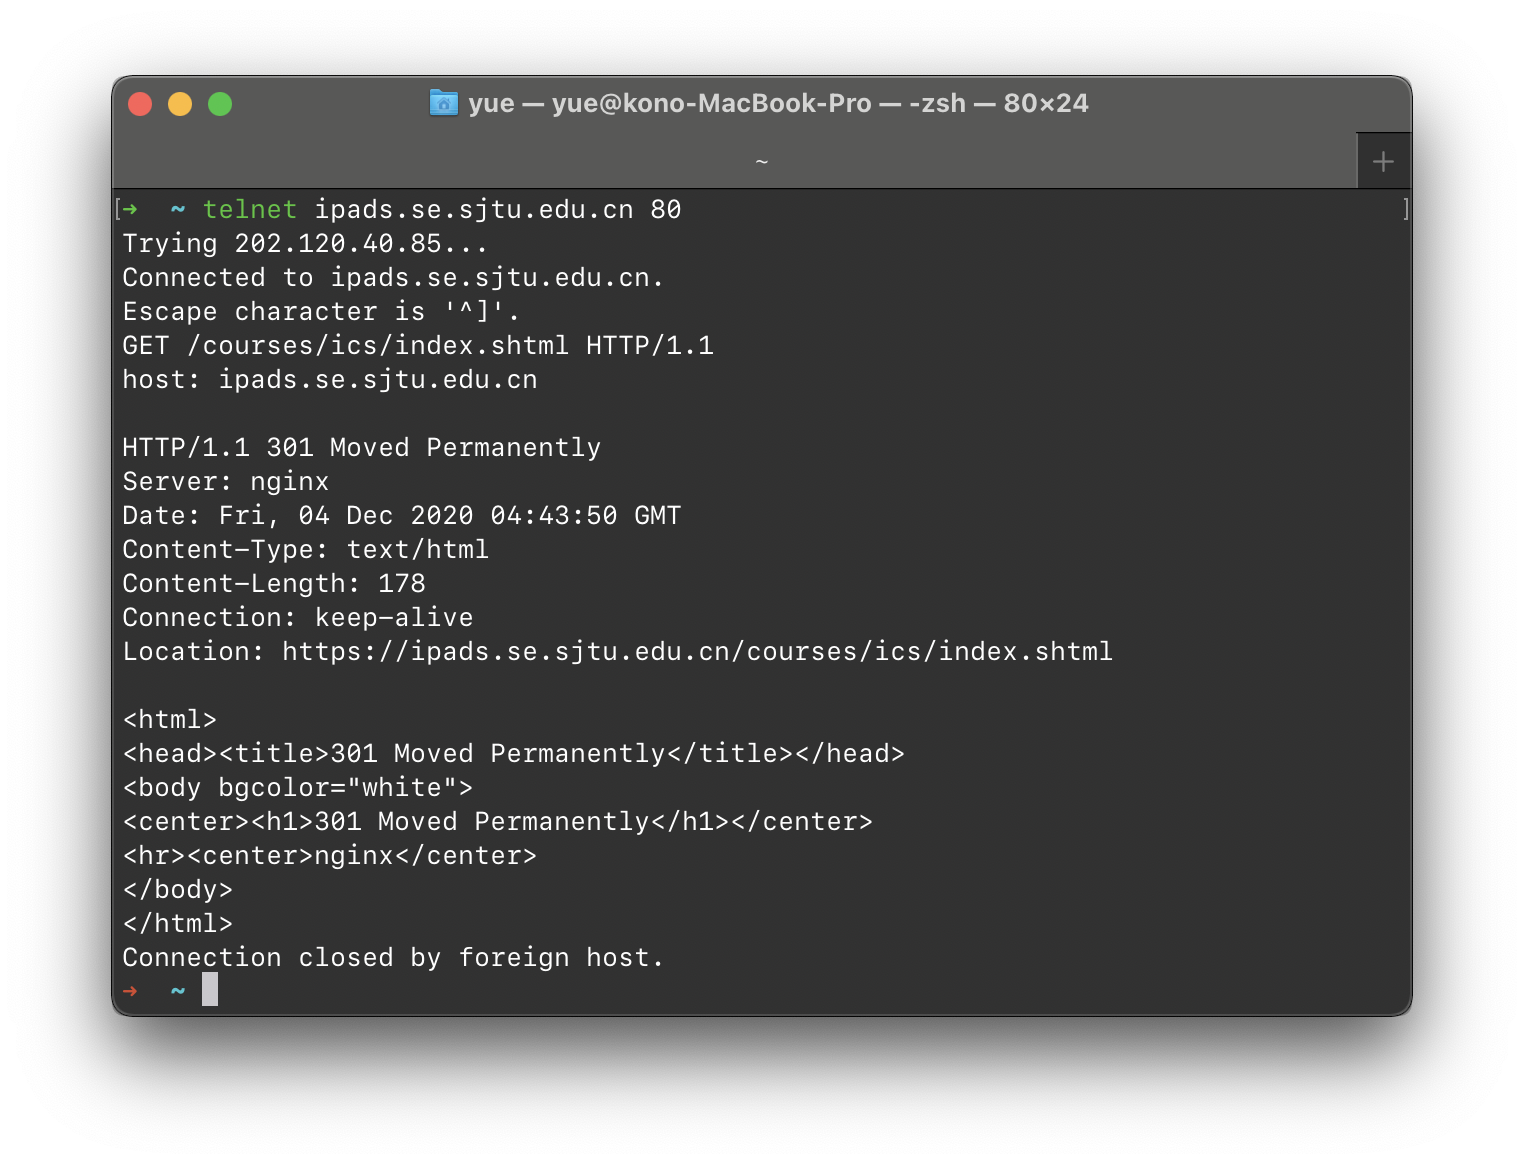 yue — yue@kono-MacBook-Pro — -zsh — 80×24
~ +
[➜  ~ telnet ipads.se.sjtu.edu.cn 80 ]
Trying 202.120.40.85...
Connected to ipads.se.sjtu.edu.cn.
Escape character is '^]'.
GET /courses/ics/index.shtml HTTP/1.1
host: ipads.se.sjtu.edu.cn

HTTP/1.1 301 Moved Permanently
Server: nginx
Date: Fri, 04 Dec 2020 04:43:50 GMT
Content-Type: text/html
Content-Length: 178
Connection: keep-alive
Location: https://ipads.se.sjtu.edu.cn/courses/ics/index.shtml

<html>
<head><title>301 Moved Permanently</title></head>
<body bgcolor="white">
<center><h1>301 Moved Permanently</h1></center>
<hr><center>nginx</center>
</body>
</html>
Connection closed by foreign host.
➜  ~